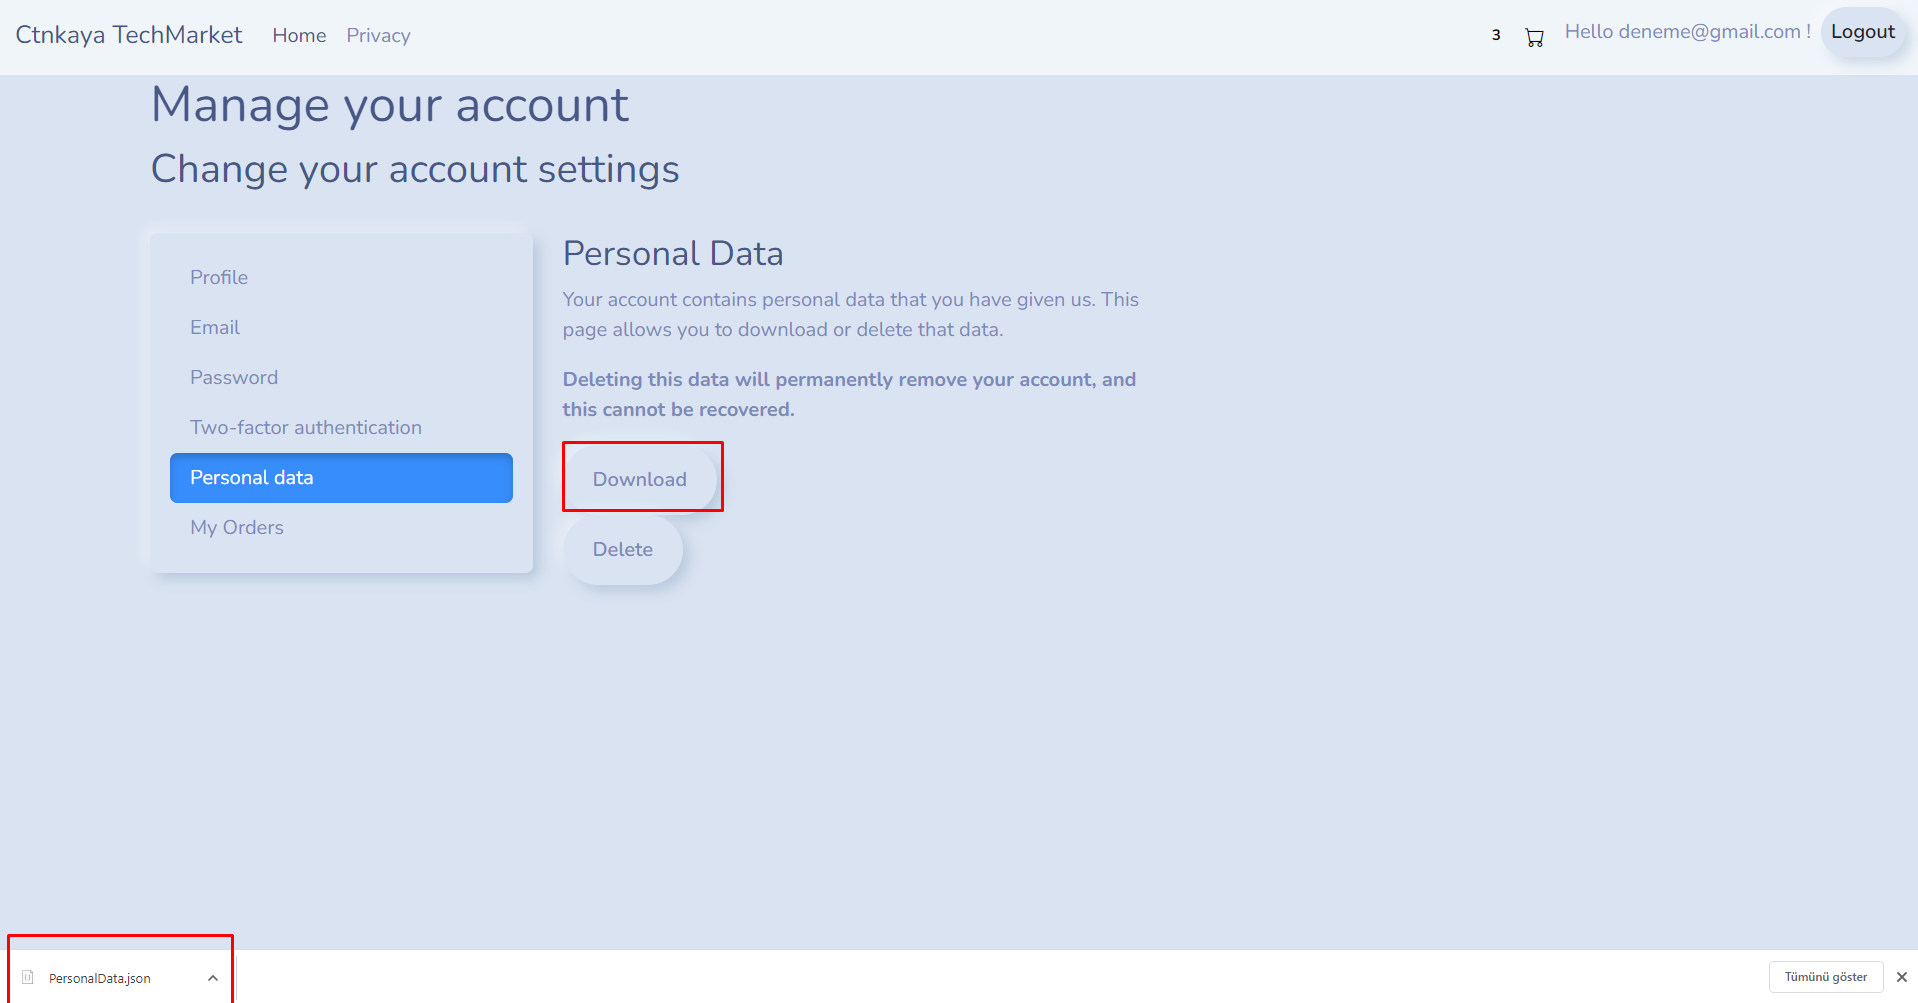 Ctnkaya TechMarket Home Privacy 3 Hello deneme@gmail.com ! Logout
Manage your account
Change your account settings
Profile
Email
Password
Two-factor authentication
Personal data
My Orders
Personal Data
Your account contains personal data that you have given us. This
page allows you to download or delete that data.
Deleting this data will permanently remove your account, and
this cannot be recovered.
Download
Delete
PersonalData.json
Tümünü göster